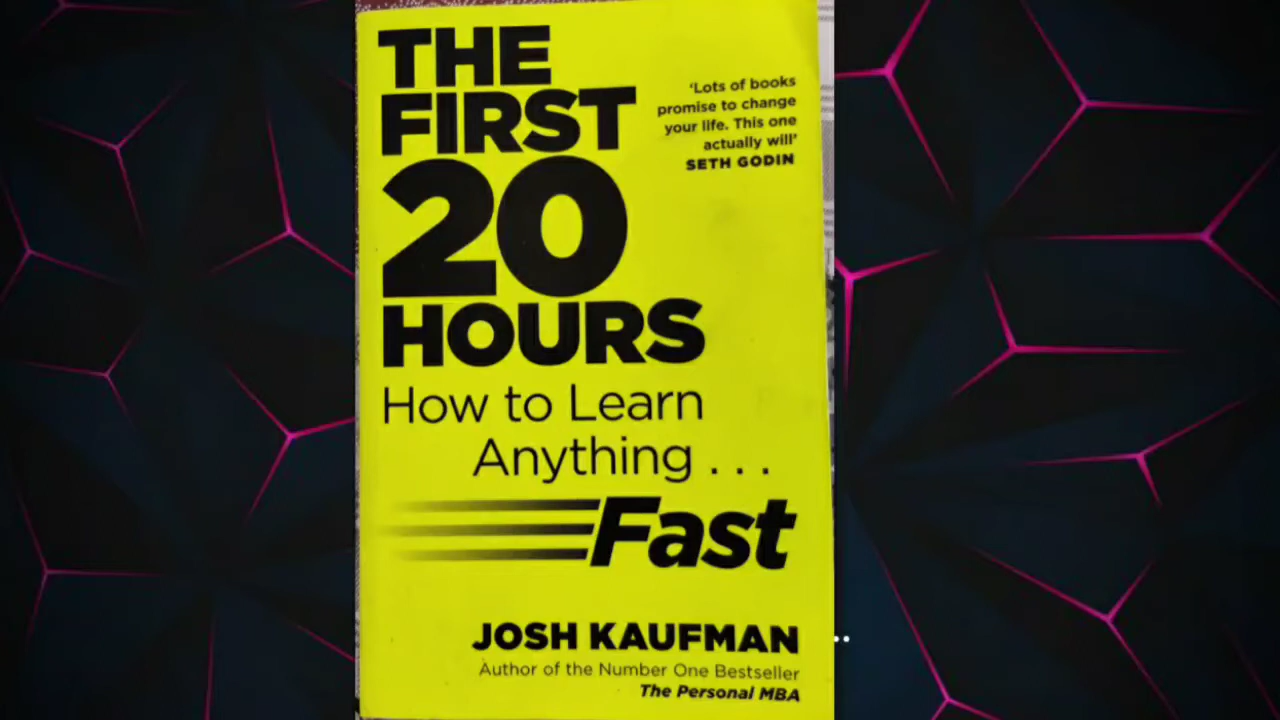 THE
FIRST
20
HOURS
How to Learn
Anything . . .
Fast
‘Lots of books
promise to change
your life. This one
actually will’
SETH GODIN
JOSH KAUFMAN
Author of the Number One Bestseller
The Personal MBA